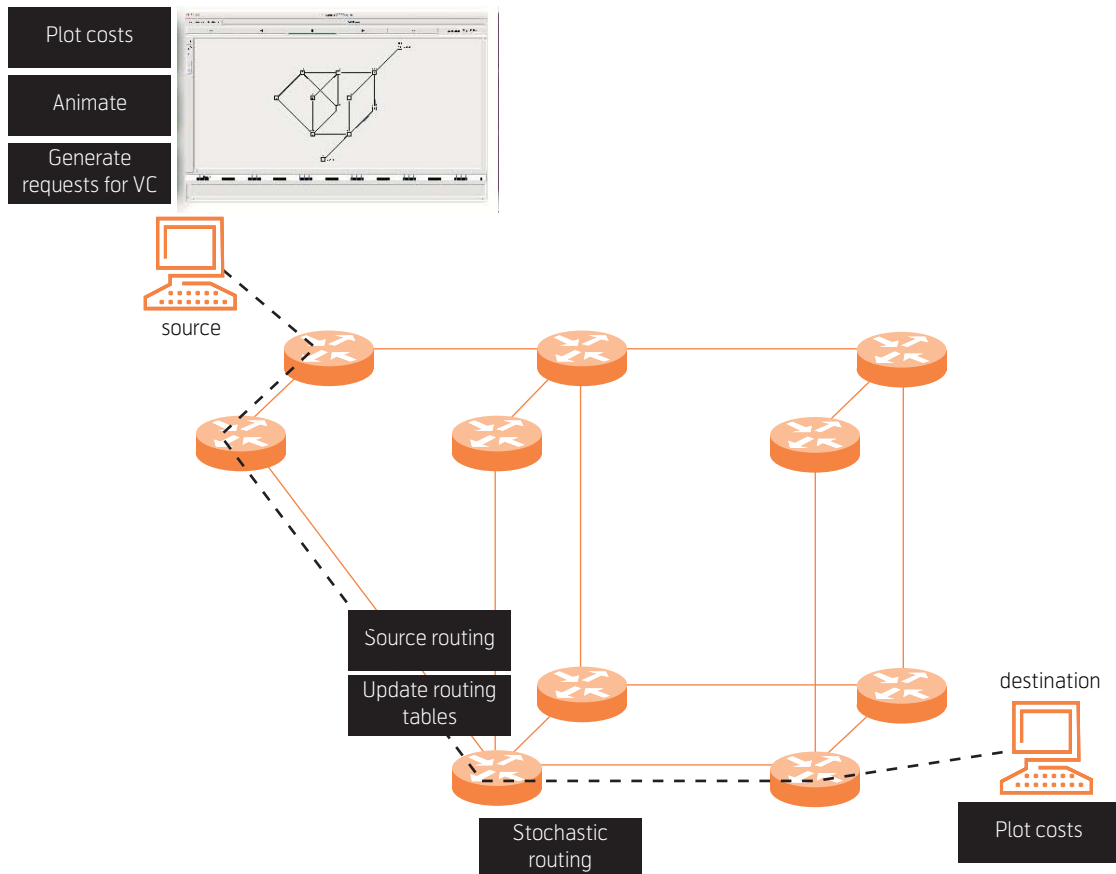 Plot costs
Animate
Generate
requests for VC
source
Source routing
Update routing
tables
destination
Stochastic
routing
Plot costs